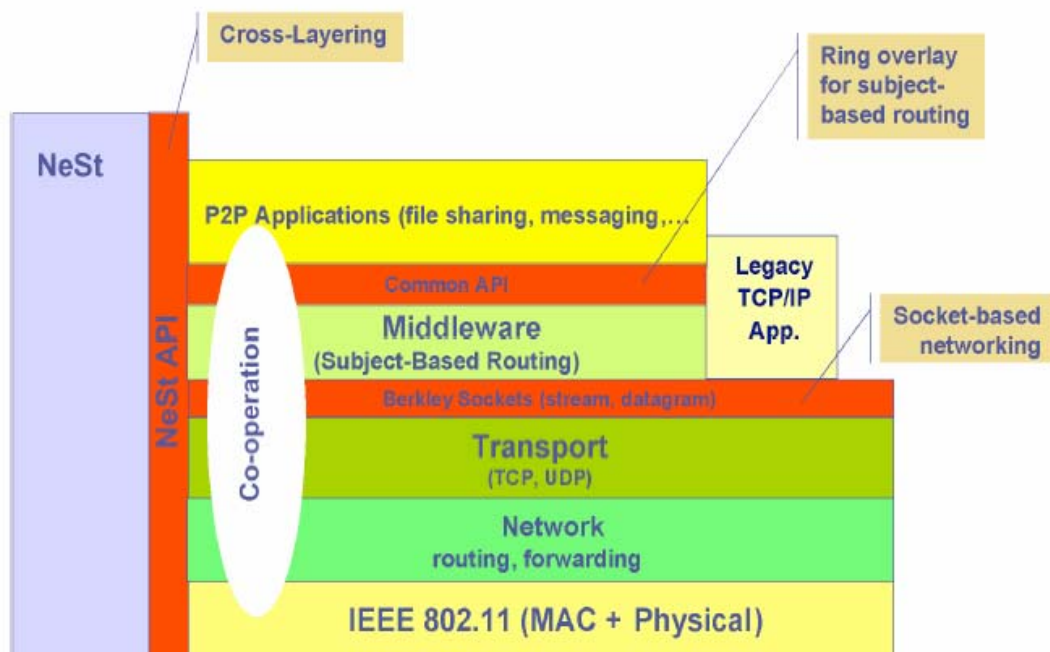 Cross-Layering
Ring overlay
for subject-
based routing
NeSt
NeSt API
P2P Applications (file sharing, messaging,...
Common API
Middleware
(Subject-Based Routing)
Legacy
TCP/IP
App.
Socket-based
networking
Berkley Sockets (stream, datagram)
Co-operation
Transport
(TCP, UDP)
Network
routing, forwarding
IEEE 802.11 (MAC + Physical)